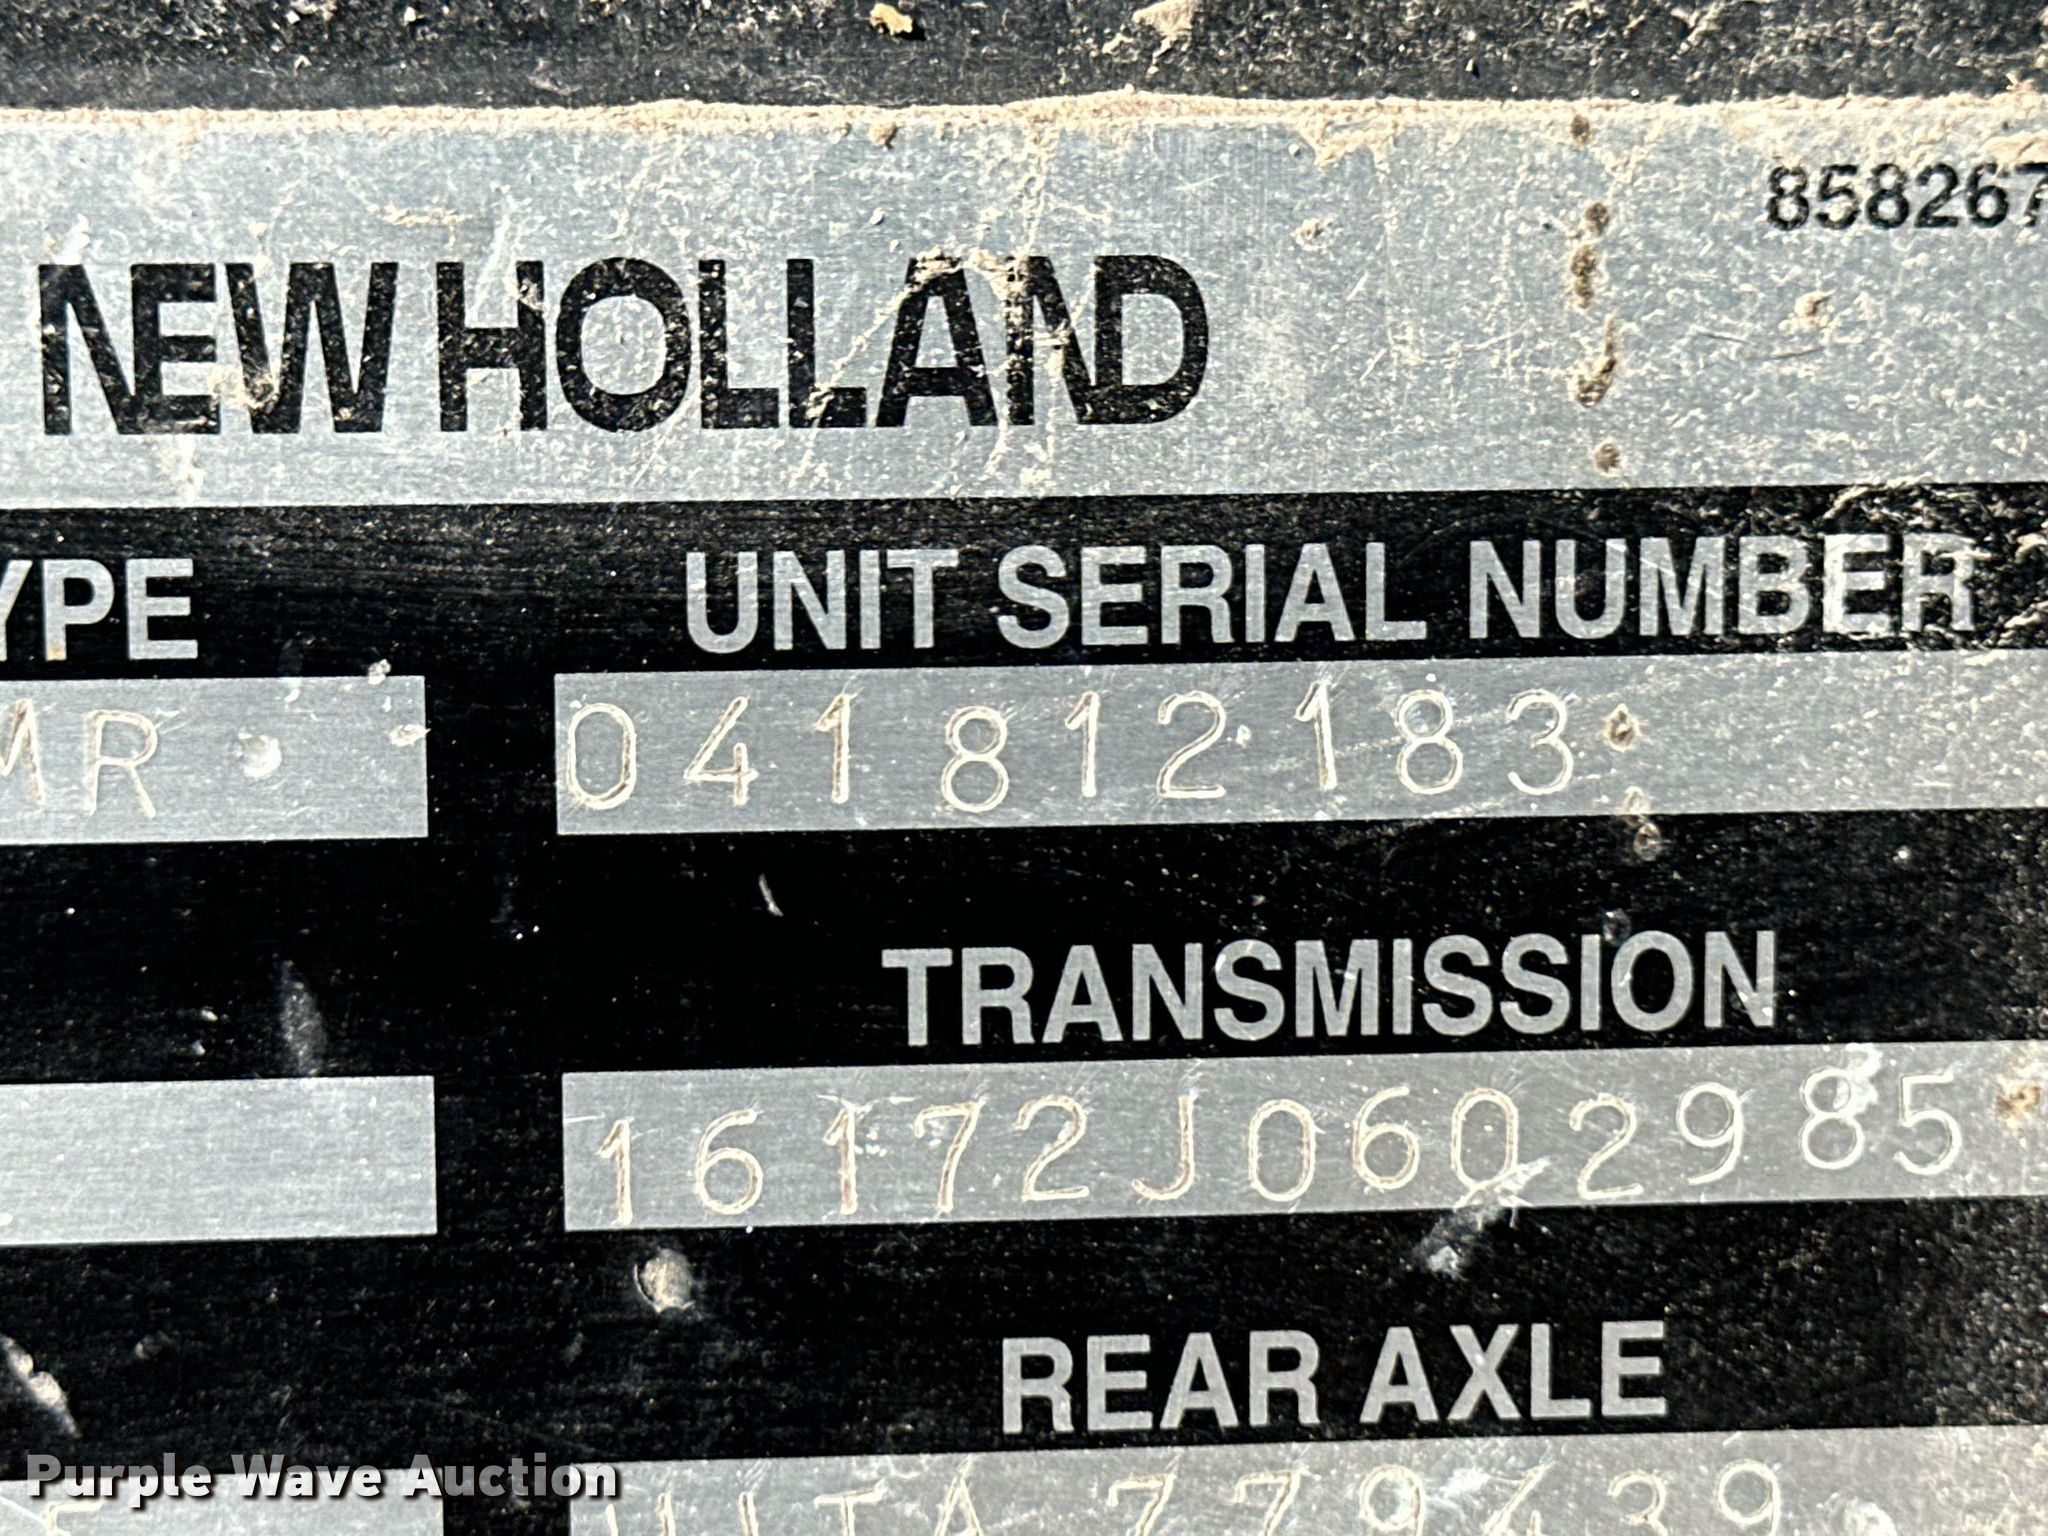 858267
NEW HOLLAND
YPE
UNIT SERIAL NUMBER
MR
041812183
TRANSMISSION
16172J0602985
REAR AXLE
Purple Wave Auction